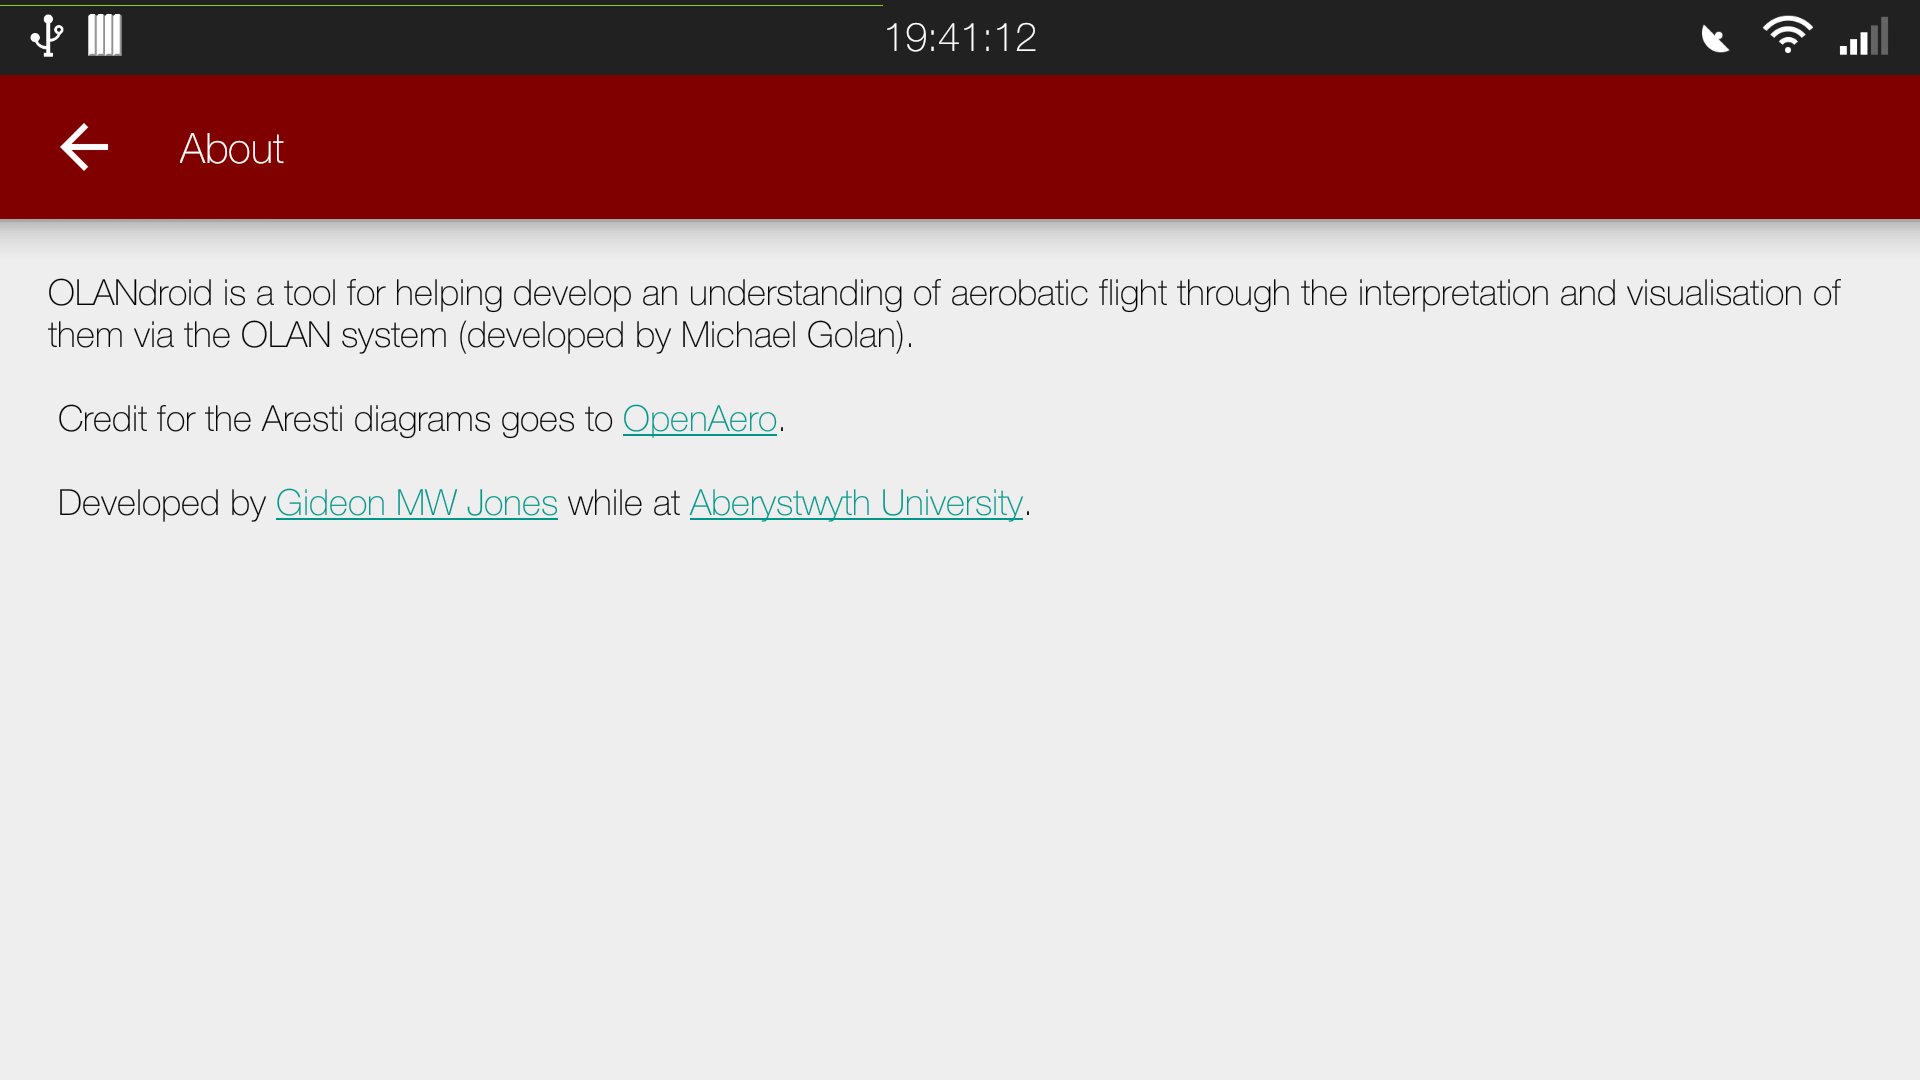 19:41:12
About
OLANdroid is a tool for helping develop an understanding of aerobatic flight through the interpretation and visualisation of
them via the OLAN system (developed by Michael Golan).
Credit for the Aresti diagrams goes to OpenAero.
Developed by Gideon MW Jones while at Aberystwyth University.